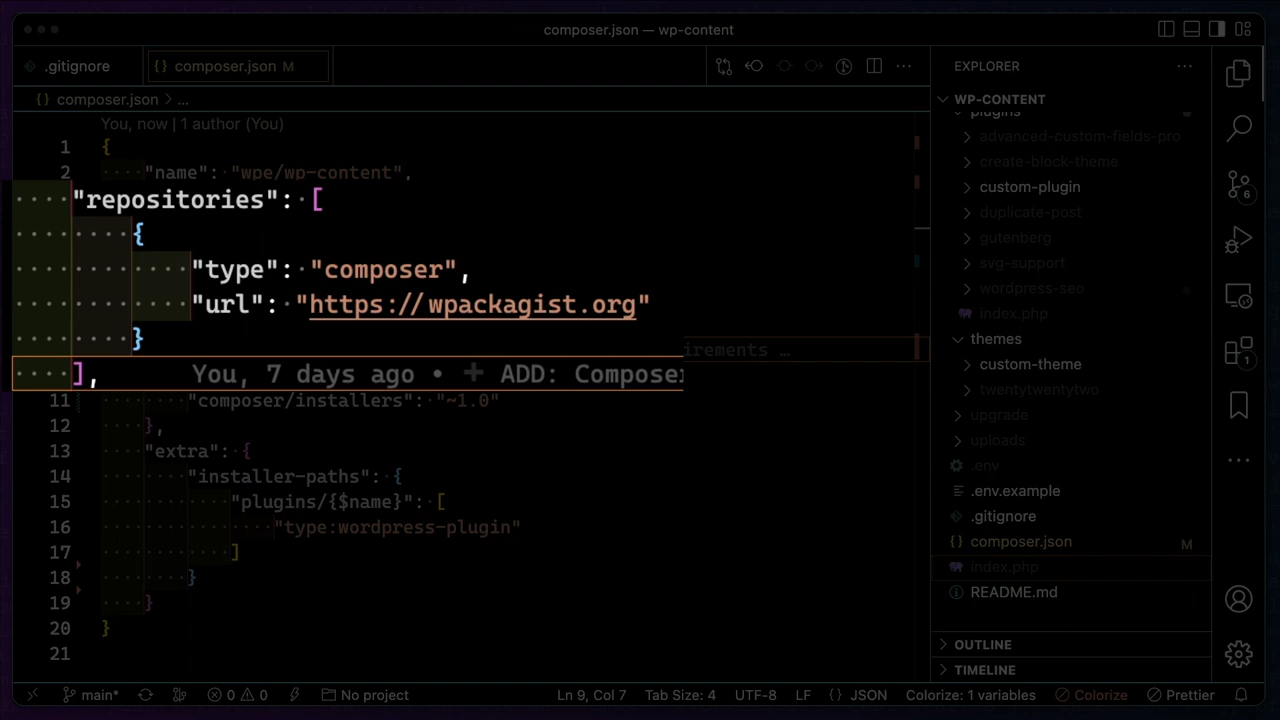 composer.json — wp-content
.gitignore
{} composer.json M
EXPLORER
{} composer.json > ...
WP-CONTENT
You, now | 1 author (You)
1 {
2 "name": "wpe/wp-content",
"repositories": [
{
"type": "composer",
"url": "https://wpackagist.org"
}
],
You, 7 days ago • ADD: Composer
irements …
11 "composer/installers": "~1.0"
12 },
13 "extra": {
14 "installer-paths": {
15 "plugins/{$name}": [
16 "type:wordpress-plugin"
17 ]
18 }
19 }
20 }
21
plugins
advanced-custom-fields-pro
create-block-theme
custom-plugin
duplicate-post
gutenberg
svg-support
wordpress-seo
index.php
themes
custom-theme
twentytwentytwo
upgrade
uploads
.env
.env.example
.gitignore
{} composer.json M
index.php
README.md
OUTLINE
TIMELINE
6
1
main* 0 0 No project Ln 9, Col 7 Tab Size: 4 UTF-8 LF {} JSON Colorize: 1 variables Colorize Prettier